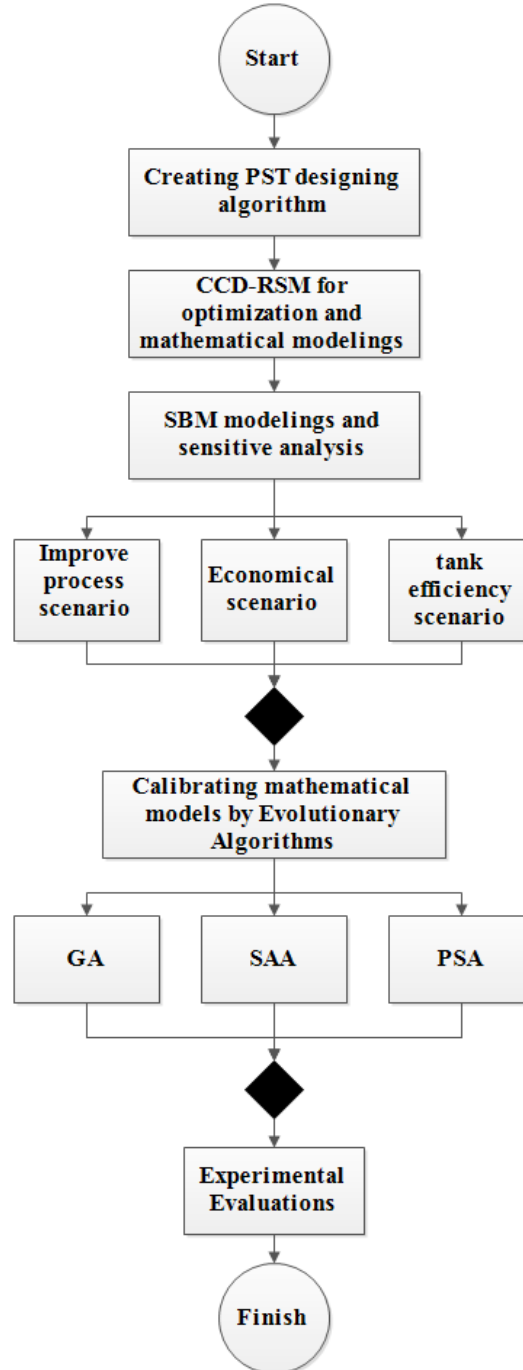 Start
Creating PST designing
algorithm
CCD-RSM for
optimization and
mathematical modelings
SBM modelings and
sensitive analysis
Improve
process
scenario
Economical
scenario
tank
efficiency
scenario
Calibrating mathematical
models by Evolutionary
Algorithms
GA
SAA
PSA
Experimental
Evaluations
Finish